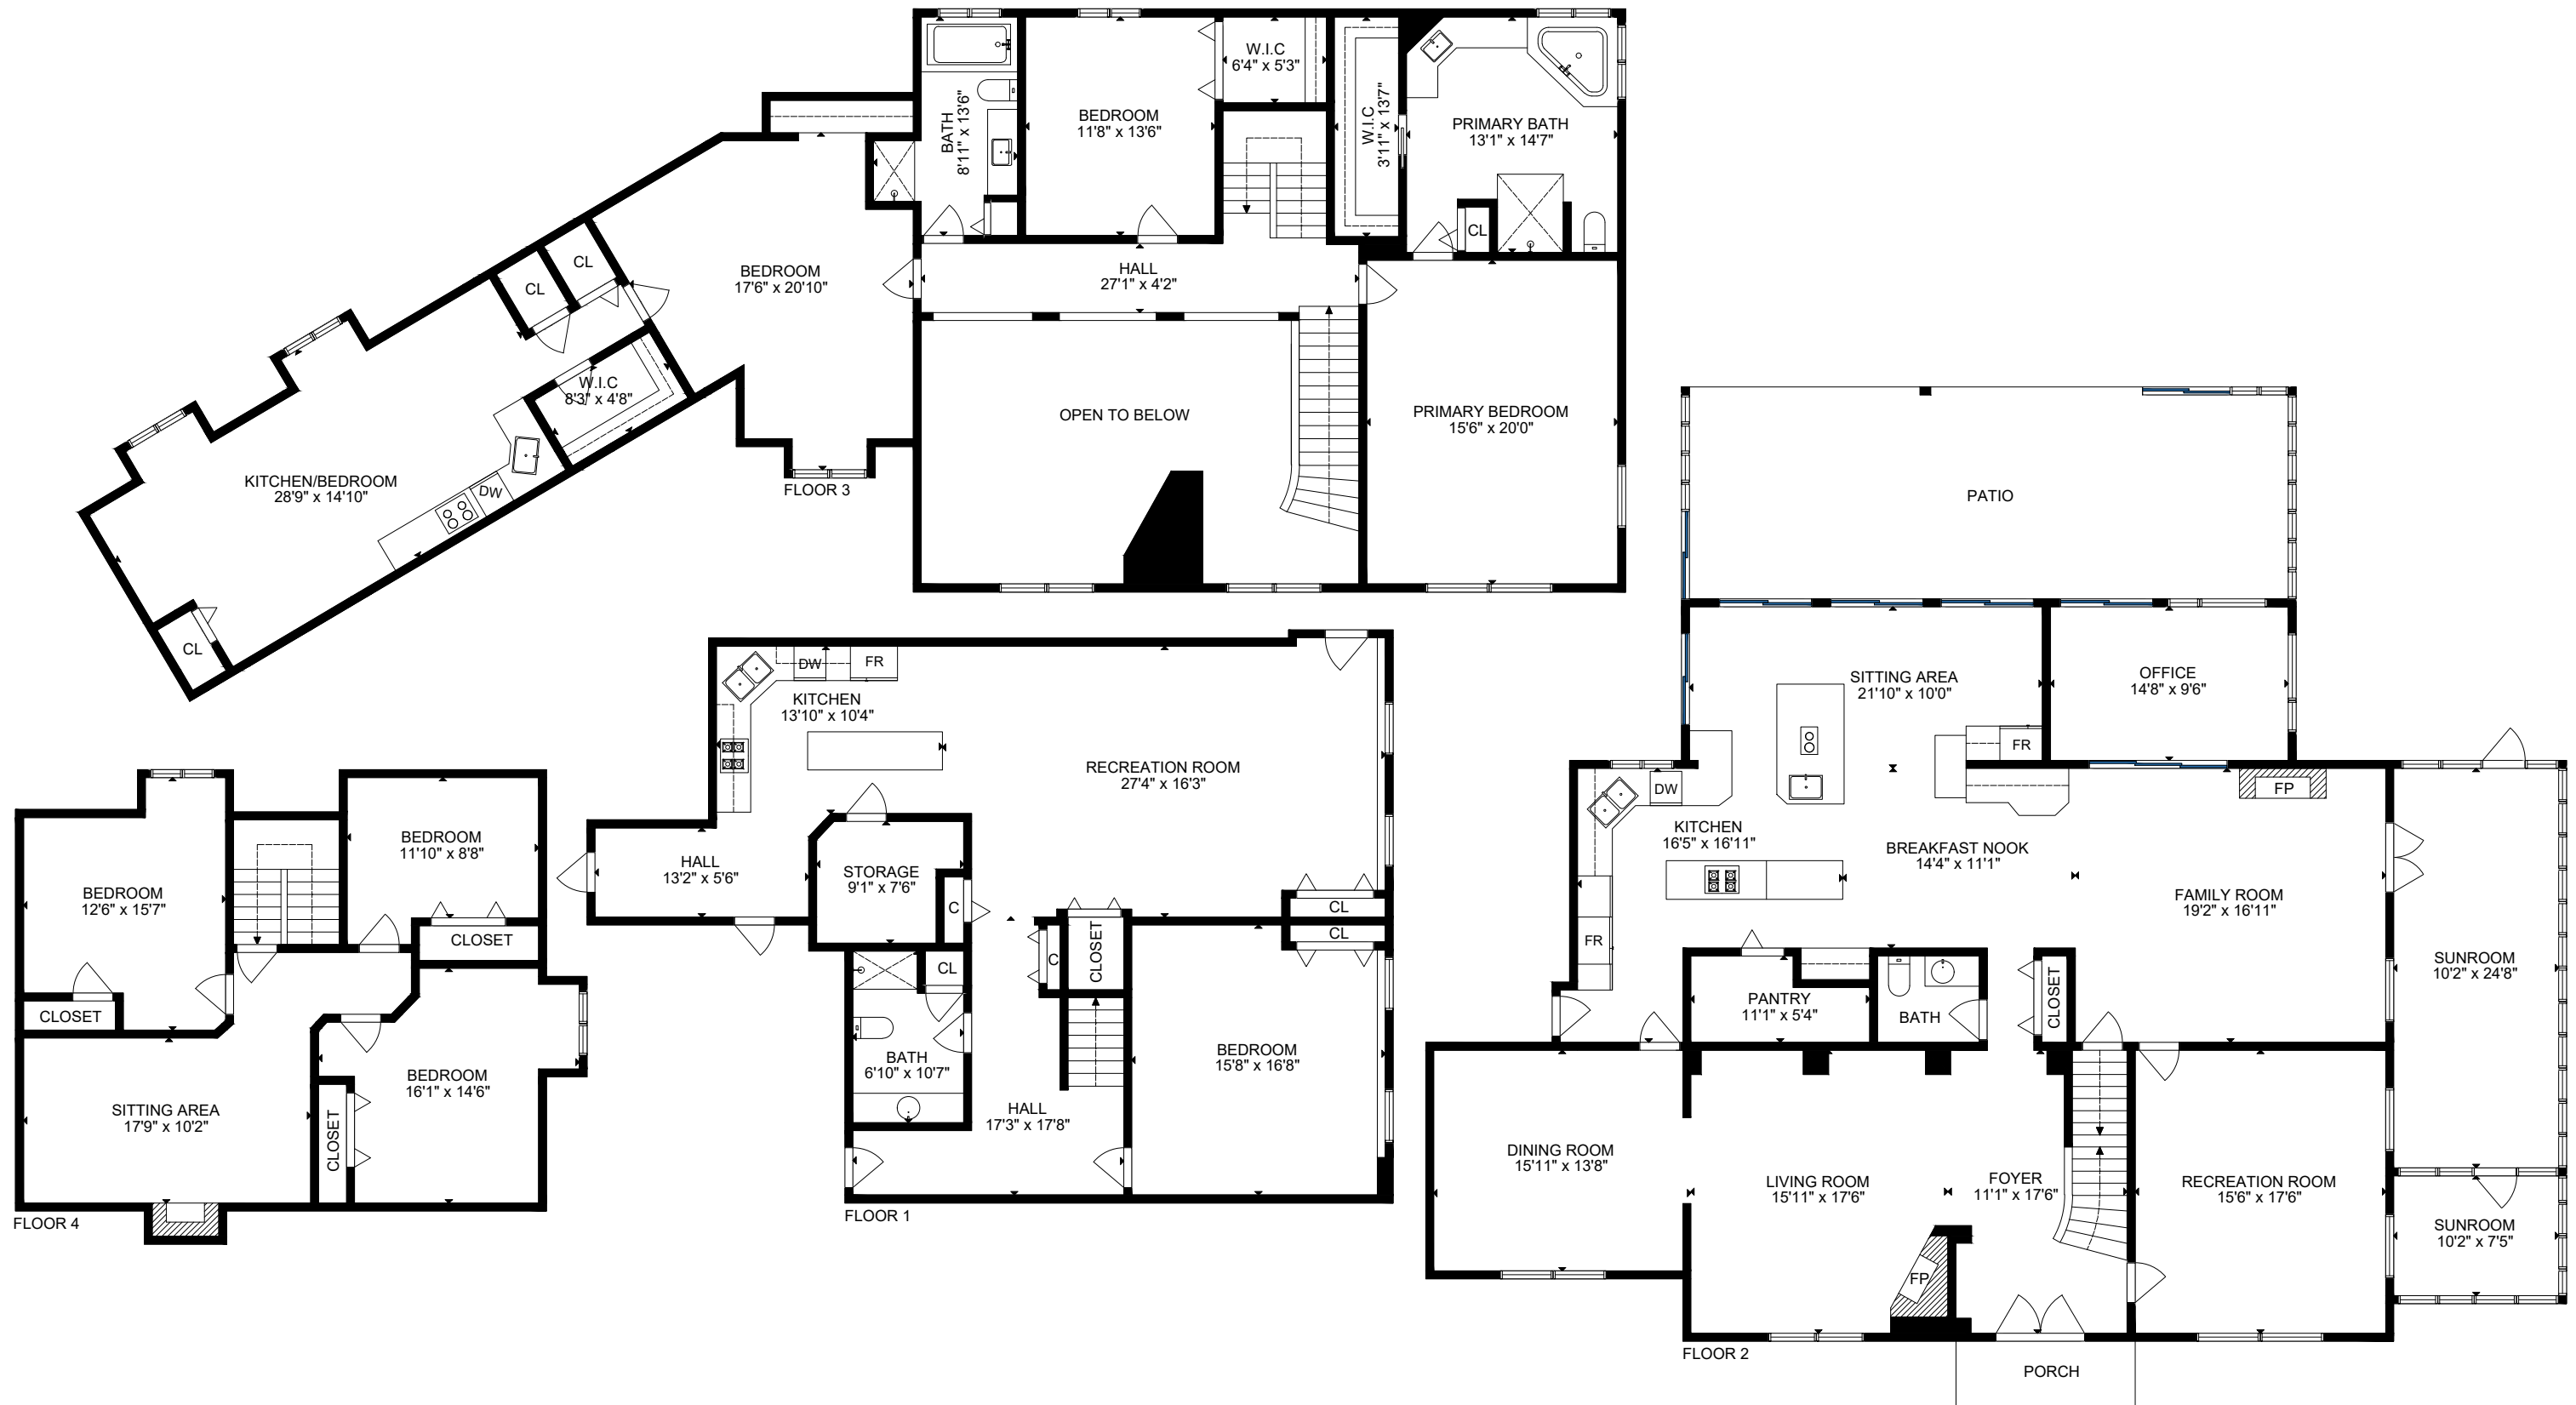 W.I.C
6'4" x 5'3"
BATH
8'11" x 13'6"
BEDROOM
11'8" x 13'6"
W.I.C
3'11" x 13'7"
PRIMARY BATH
13'1" x 14'7"
CL
CL
CL
BEDROOM
17'6" x 20'10"
HALL
27'1" x 4'2"
W.I.C
8'3" x 4'8"
OPEN TO BELOW
PRIMARY BEDROOM
15'6" x 20'0"
KITCHEN/BEDROOM
28'9" x 14'10"
DW
CL
FLOOR 3
DW
FR
KITCHEN
13'10" x 10'4"
RECREATION ROOM
27'4" x 16'3"
HALL
13'2" x 5'6"
STORAGE
9'1" x 7'6"
C
CL
CL
C
CLOSET
CL
BATH
6'10" x 10'7"
BEDROOM
15'8" x 16'8"
HALL
17'3" x 17'8"
FLOOR 1
BEDROOM
11'10" x 8'8"
BEDROOM
12'6" x 15'7"
CLOSET
CLOSET
BEDROOM
16'1" x 14'6"
SITTING AREA
17'9" x 10'2"
CLOSET
FLOOR 4
PATIO
SITTING AREA
21'10" x 10'0"
OFFICE
14'8" x 9'6"
FR
DW
FP
KITCHEN
16'5" x 16'11"
BREAKFAST NOOK
14'4" x 11'1"
FAMILY ROOM
19'2" x 16'11"
FR
SUNROOM
10'2" x 24'8"
PANTRY
11'1" x 5'4"
BATH
CLOSET
DINING ROOM
15'11" x 13'8"
LIVING ROOM
15'11" x 17'6"
FOYER
11'1" x 17'6"
RECREATION ROOM
15'6" x 17'6"
SUNROOM
10'2" x 7'5"
FP
FLOOR 2
PORCH